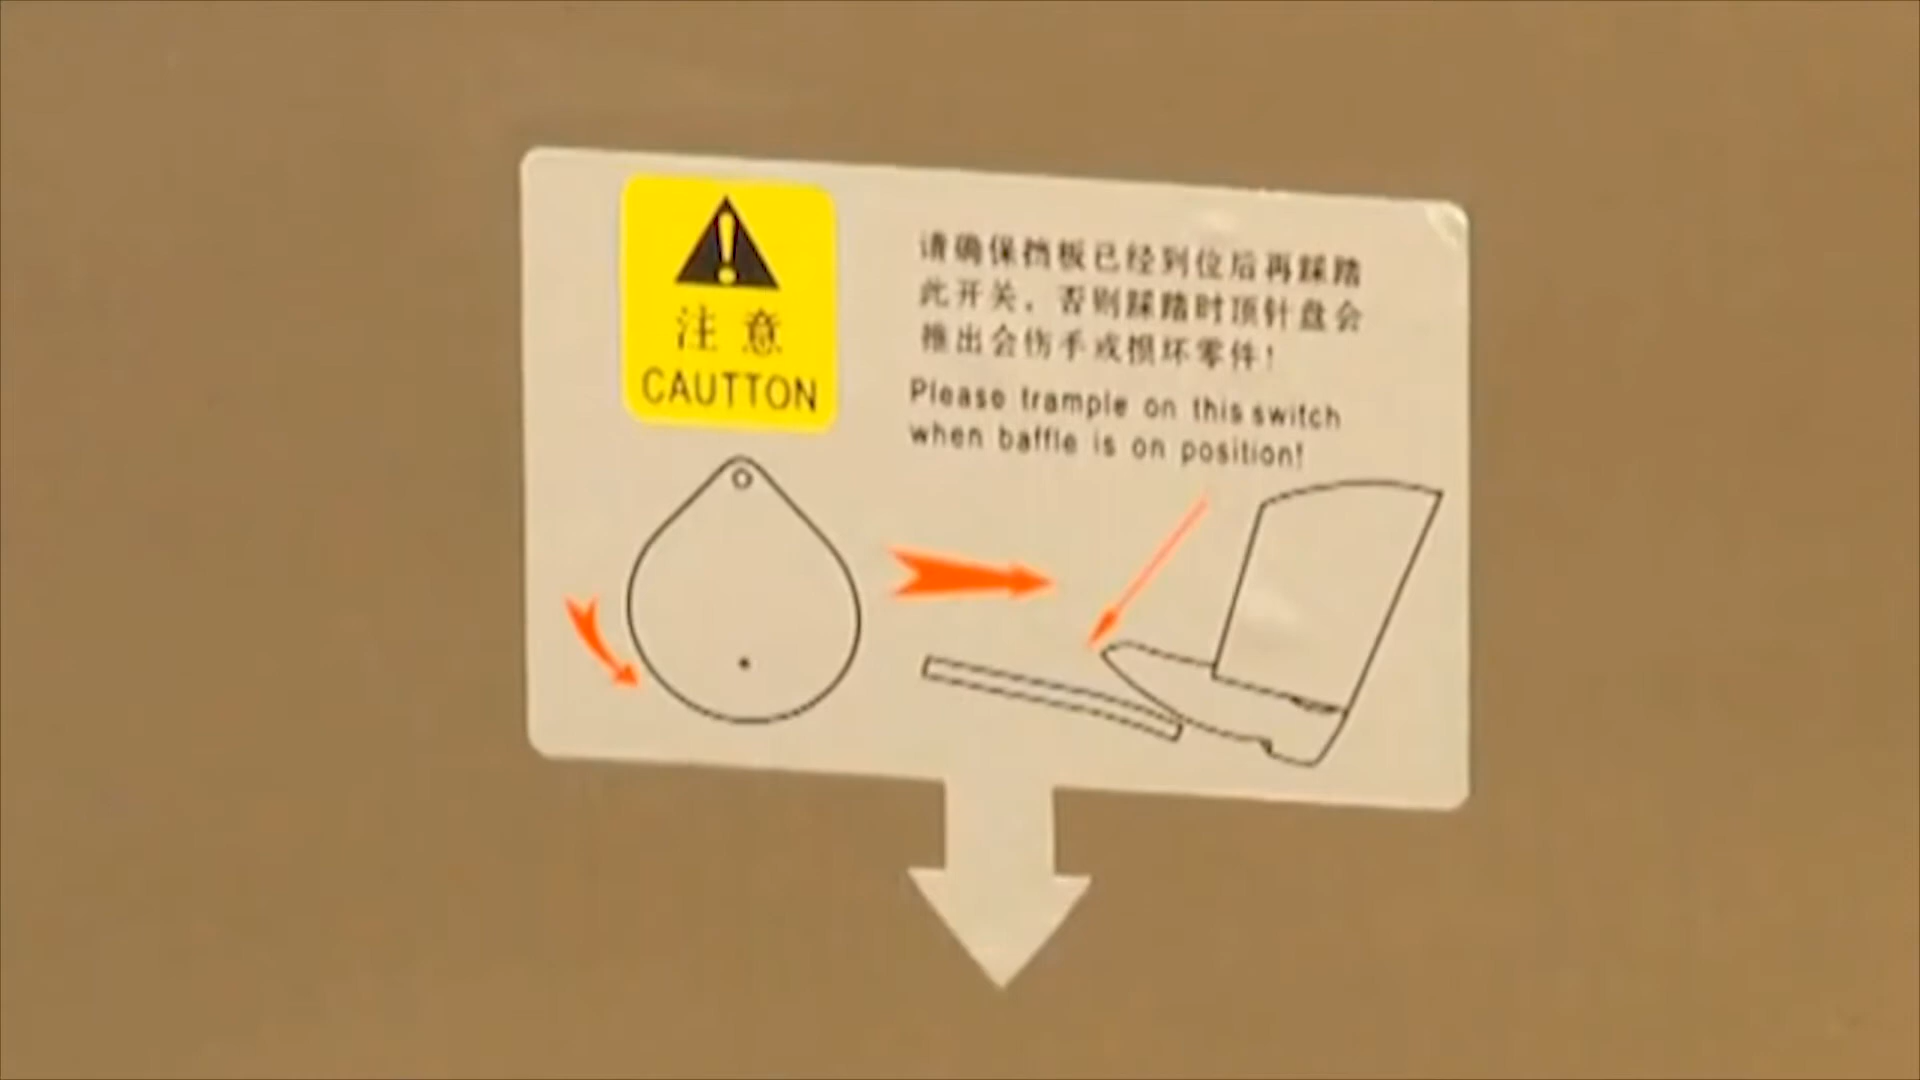 注意
CAUTTON
请确保挡板已经到位后再踩踏
此开关，否则踩踏时顶针盘会
推出会伤手或损坏零件！
Please trample on this switch
when baffle is on position!